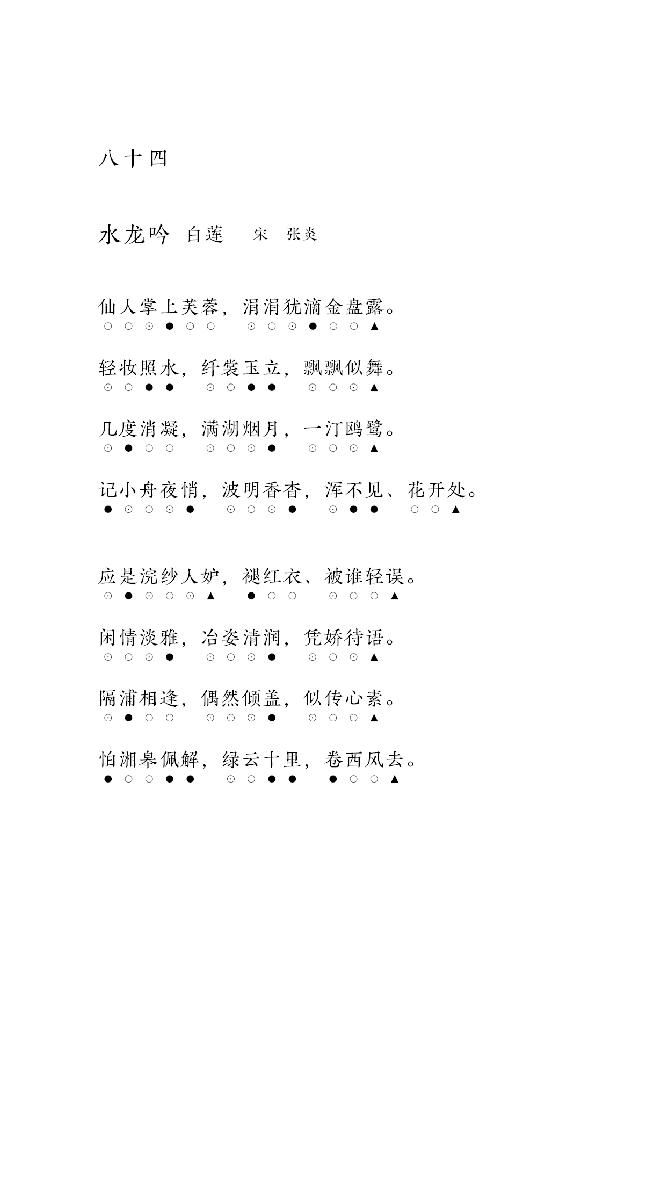 八十四
水龙吟 白莲 宋 张炎
仙人掌上芙蓉，涓涓犹滴金盘露。
○○⊙●○○ ⊙○⊙●○○▲
轻妆照水，纤裳玉立，飘飘似舞。
⊙○●● ⊙○●● ⊙○⊙▲
几度消凝，满湖烟月，一汀鸥鹭。
⊙●○○ ⊙○⊙● ⊙○⊙▲
记小舟夜悄，波明香杳，浑不见、花开处。
●⊙○⊙● ⊙○⊙● ⊙●● ○○▲
应是浣纱人妒，褪红衣、被谁轻误。
⊙●⊙○⊙▲ ●○○ ⊙○○▲
闲情淡雅，冶姿清润，凭娇待语。
⊙○⊙● ⊙○⊙● ⊙○⊙▲
隔浦相逢，偶然倾盖，似传心素。
⊙●○○ ⊙○⊙● ⊙○○▲
怕湘皋佩解，绿云十里，卷西风去。
●○○●● ⊙○●● ●○○▲